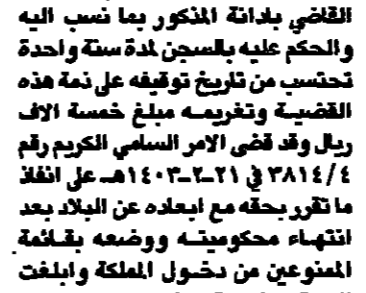 القاضي بادانة المذكور بما نسب اليه
والحكم عليه بالسجن لمدة سنة واحدة
تحتسب من تاريخ توقيفه على ذمة هذه
القضية وتغريمه مبلغ خمسة الاف
ريال وقد قضى الامر السامي الكريم رقم
٣٨١٤/٤ في ٢١-٢-١٤٠٣هـ على انفاذ
ما تقرر بحقه مع ابعاده عن البلاد بعد
انتهاء محكوميته ووضعه بقائمة
الممنوعين من دخول المملكة وابلغت